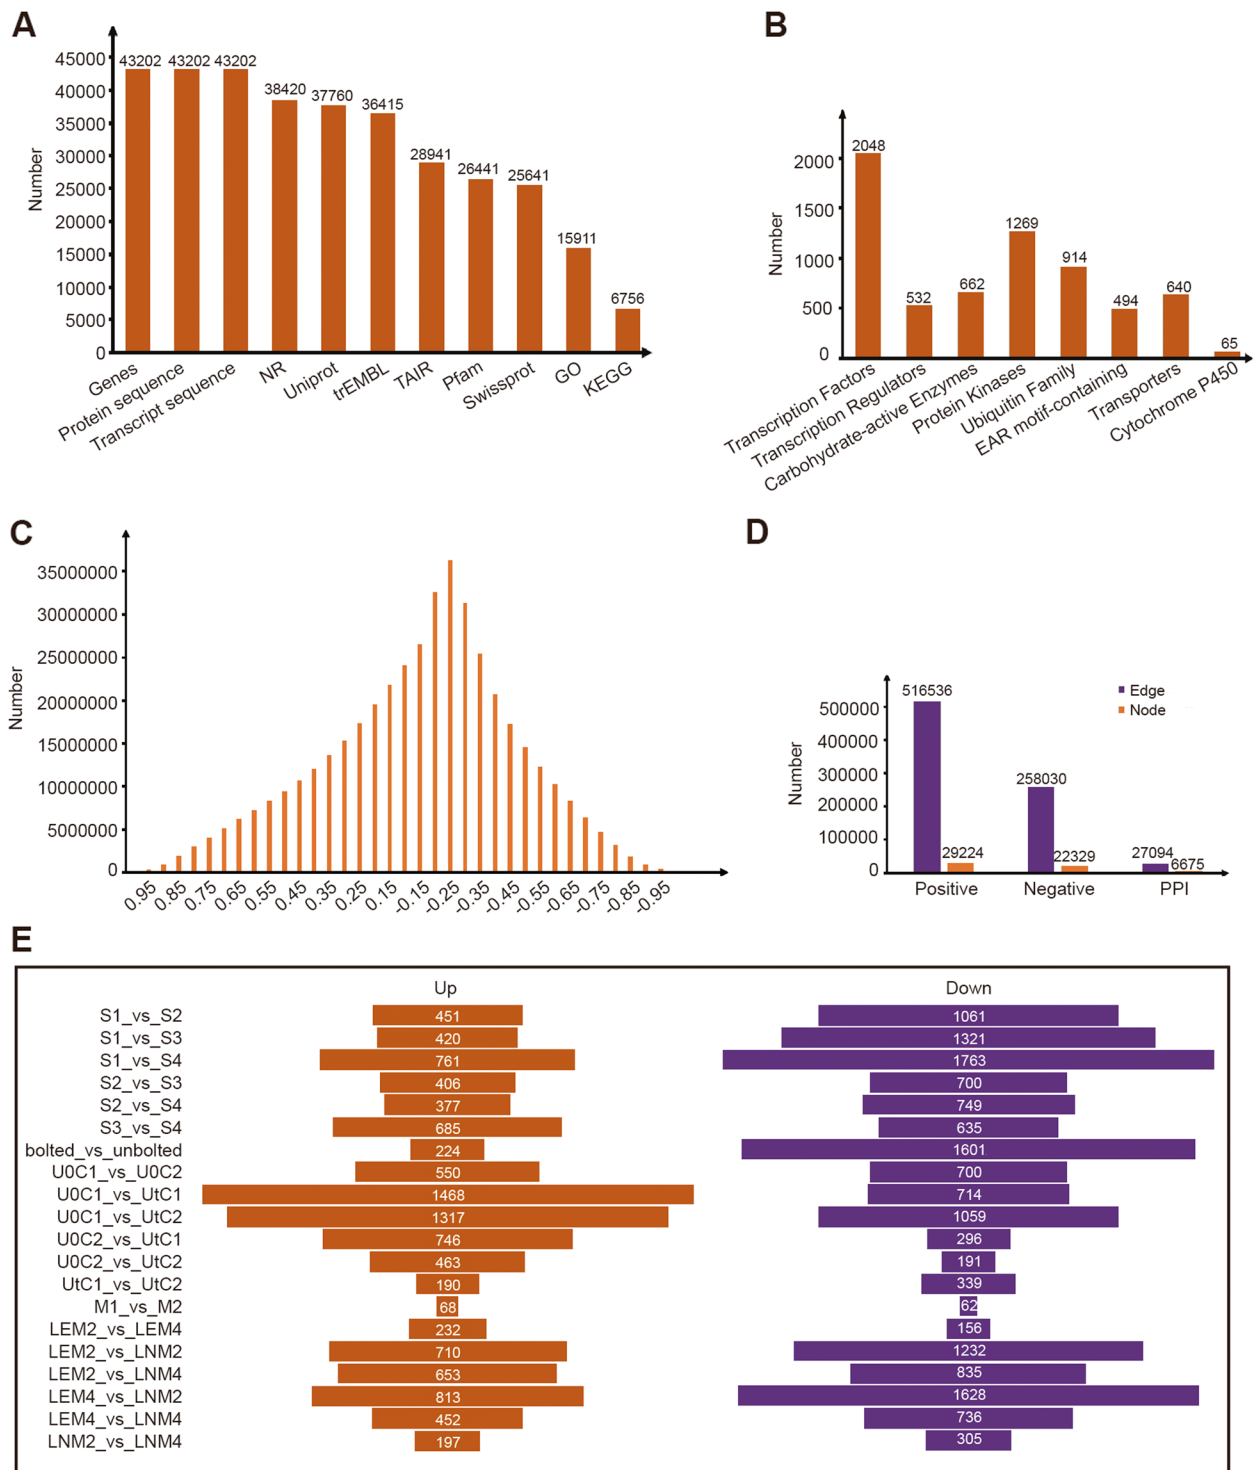 A
Number
45000
40000
35000
30000
25000
20000
15000
10000
5000
0
43202 43202 43202 38420 37760 36415 28941 26441 25641 15911 6756
Genes
Protein sequence
Transcript sequence
NR
Uniprot
trEMBL
TAIR
Pfam
Swissprot
GO
KEGG
B
Number
2000
1500
1000
500
0
2048 532 662 1269 914 494 640 65
Transcription Factors
Transcription Regulators
Carbohydrate-active Enzymes
Protein Kinases
Ubiquitin Family
EAR motif-containing
Transporters
Cytochrome P450
C
Number
35000000
30000000
25000000
20000000
15000000
10000000
5000000
0
0.95 0.85 0.75 0.65 0.55 0.45 0.35 0.25 0.15 -0.15 -0.25 -0.35 -0.45 -0.55 -0.65 -0.75 -0.85 -0.95
D
Number
500000
400000
300000
200000
100000
0
Edge
Node
516536 29224 258030 22329 27094 6675
Positive Negative PPI
E
Up Down
S1_vs_S2 451 1061
S1_vs_S3 420 1321
S1_vs_S4 761 1763
S2_vs_S3 406 700
S2_vs_S4 377 749
S3_vs_S4 685 635
bolted_vs_unbolted 224 1601
U0C1_vs_U0C2 550 700
U0C1_vs_UtC1 1468 714
U0C1_vs_UtC2 1317 1059
U0C2_vs_UtC1 746 296
U0C2_vs_UtC2 463 191
UtC1_vs_UtC2 190 339
M1_vs_M2 68 62
LEM2_vs_LEM4 232 156
LEM2_vs_LNM2 710 1232
LEM2_vs_LNM4 653 835
LEM4_vs_LNM2 813 1628
LEM4_vs_LNM4 452 736
LNM2_vs_LNM4 197 305